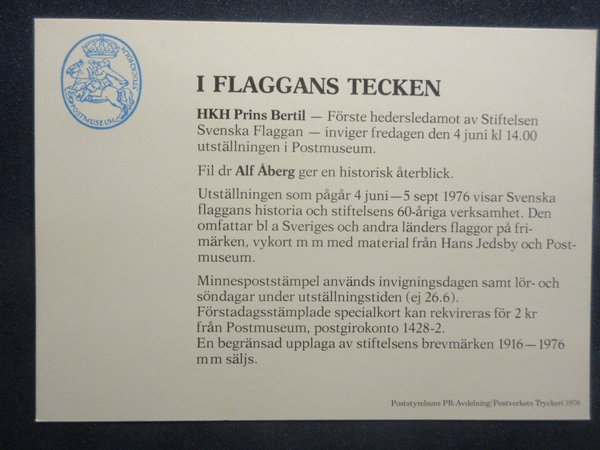 STOCKHOLM
POSTMUSEUM
I FLAGGANS TECKEN
HKH Prins Bertil — Förste hedersledamot av Stiftelsen
Svenska Flaggan — inviger fredagen den 4 juni kl 14.00
utställningen i Postmuseum.
Fil dr Alf Åberg ger en historisk återblick.
Utställningen som pågår 4 juni—5 sept 1976 visar Svenska
flaggans historia och stiftelsens 60-åriga verksamhet. Den
omfattar bl a Sveriges och andra länders flaggor på fri-
märken, vykort m m med material från Hans Jedsby och Post-
museum.
Minnespoststämpel används invigningsdagen samt lör- och
söndagar under utställningstiden (ej 26.6).
Förstadagsstämplade specialkort kan rekvireras för 2 kr
från Postmuseum, postgirokonto 1428-2.
En begränsad upplaga av stiftelsens brevmärken 1916—1976
m m säljs.
Poststyrelsens PR-Avdelning/Postverkets Tryckeri 1976